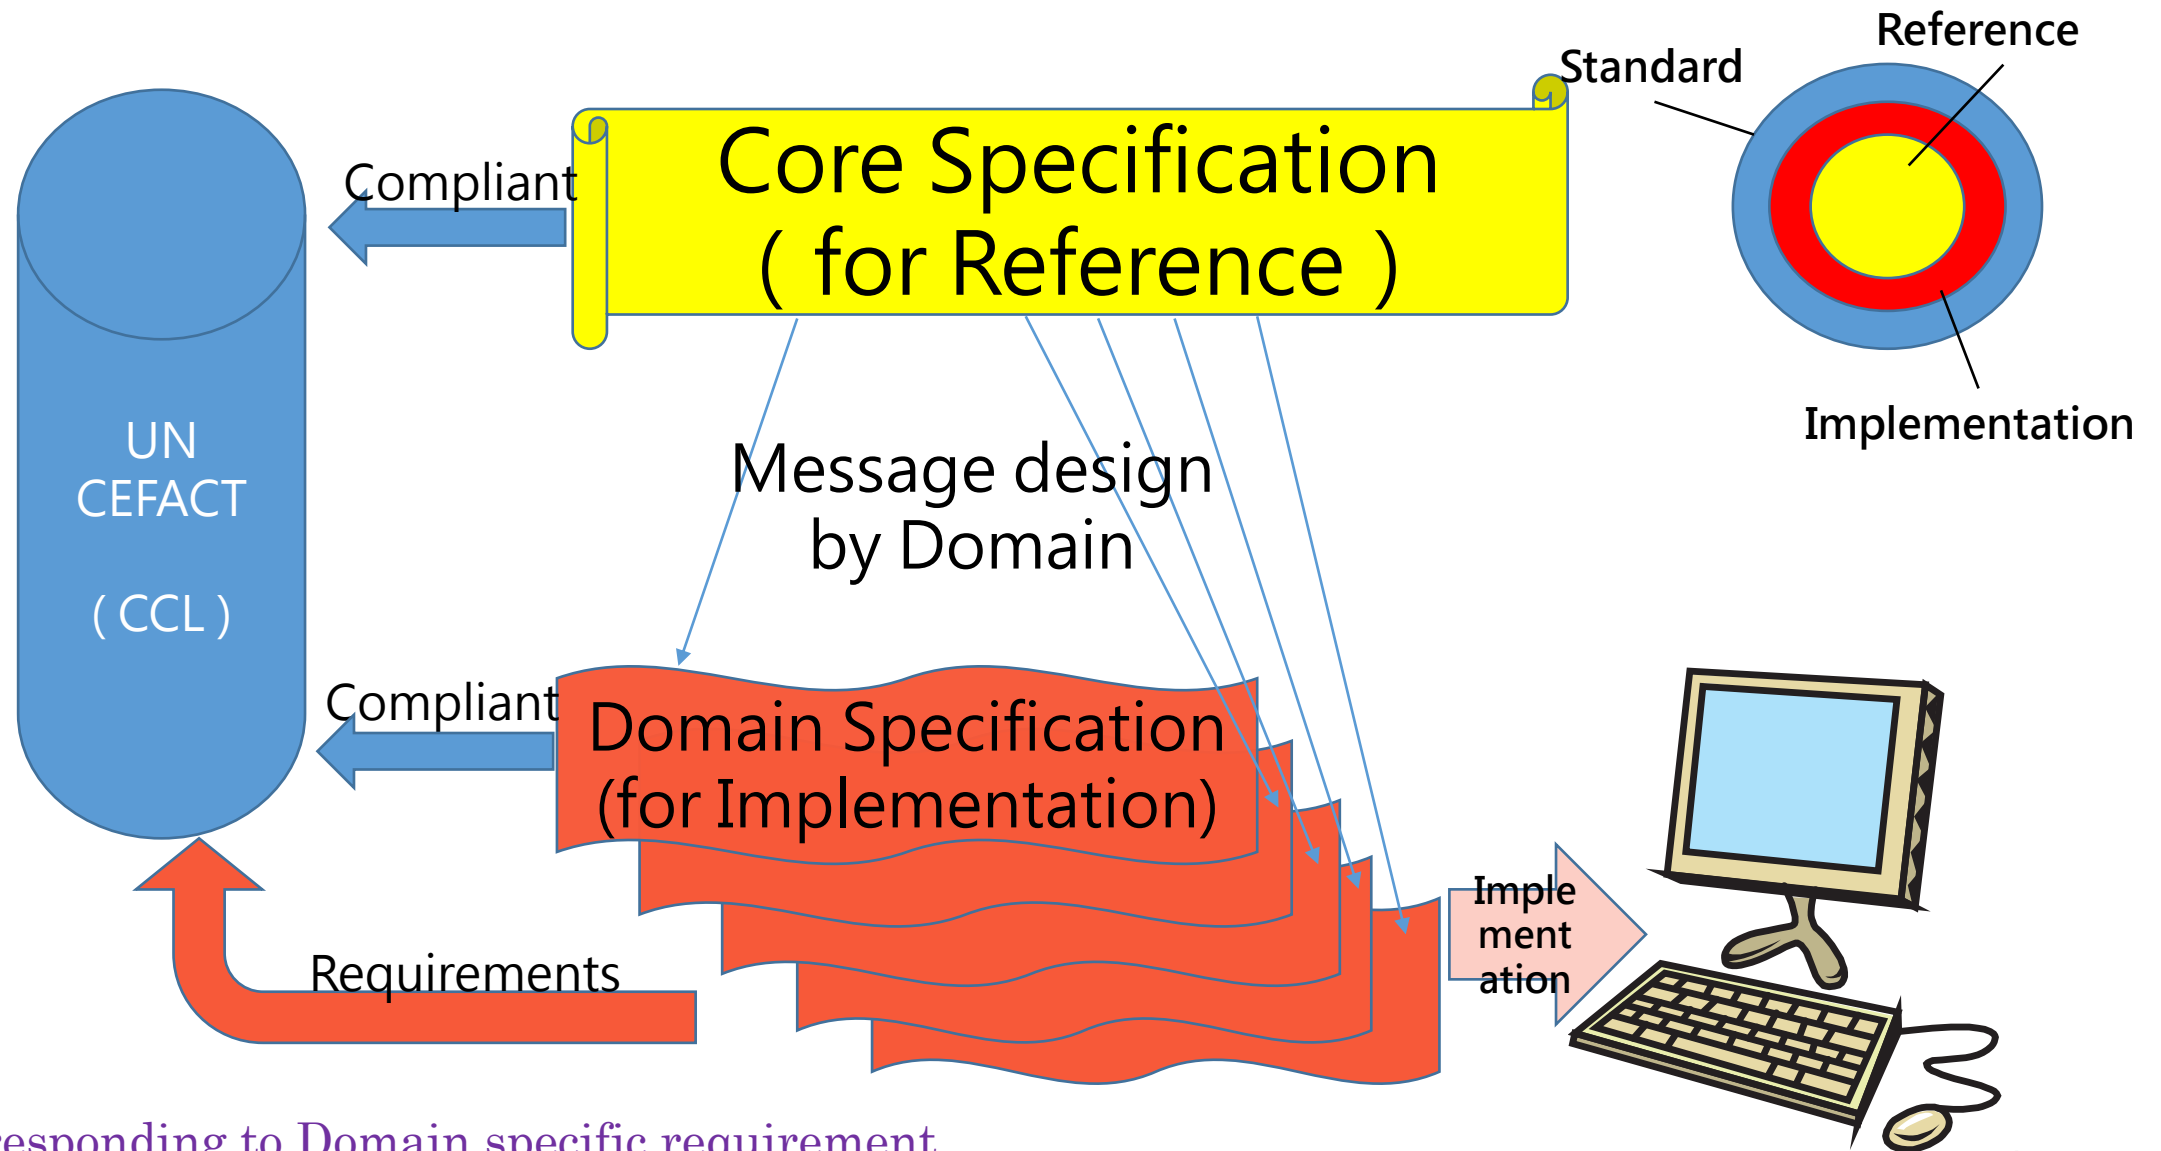 Reference
Standard
Core Specification
( for Reference )
Compliant
Implementation
UN
CEFACT
( CCL )
Message design
by Domain
Compliant
Domain Specification
(for Implementation)
Imple
ment
ation
Requirements
responding to Domain specific requirement